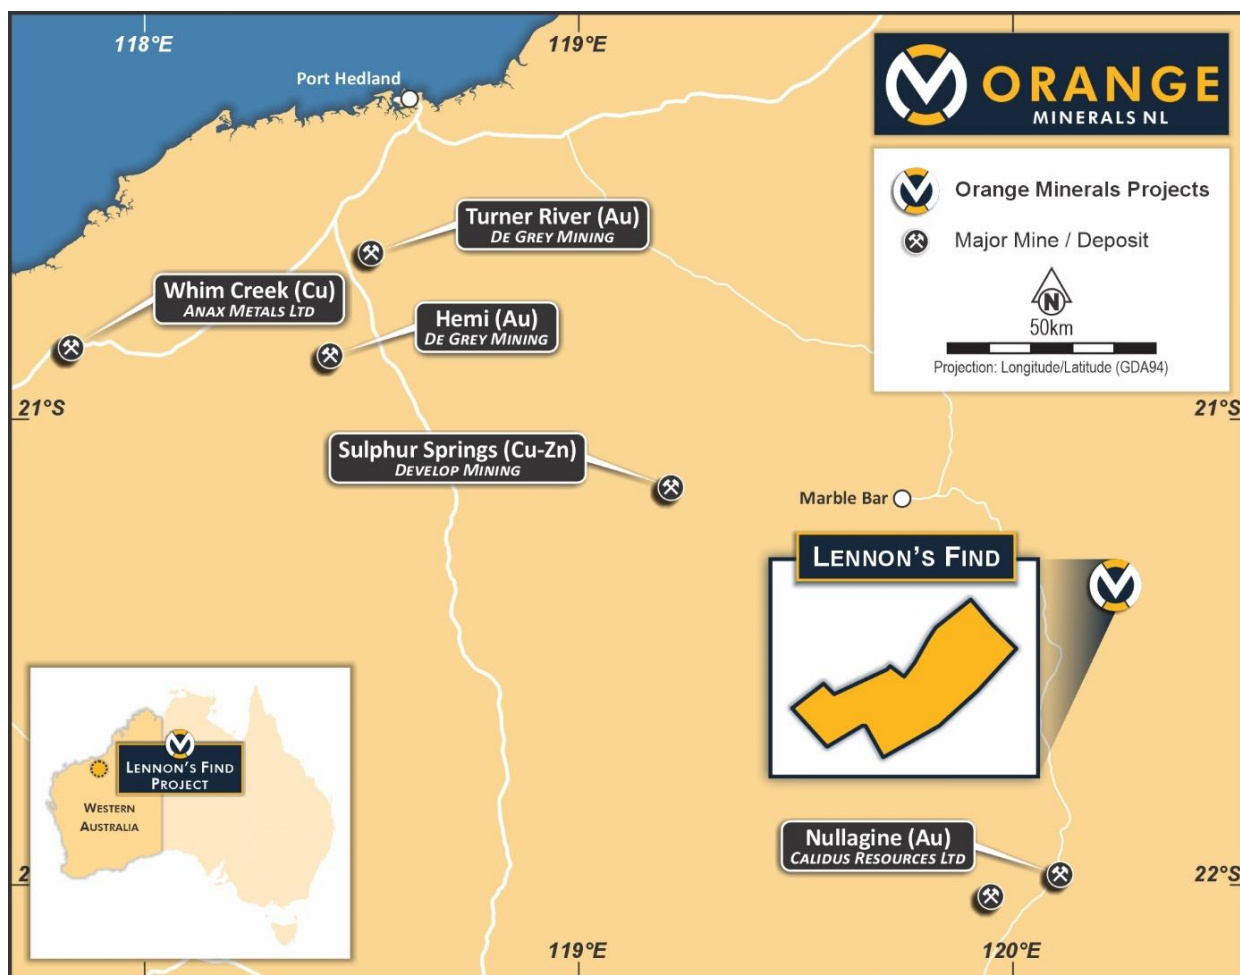 118°E
119°E
Port Hedland
ORANGE
MINERALS NL
Orange Minerals Projects
Major Mine / Deposit
N
50km
Projection: Longitude/Latitude (GDA94)
Turner River (Au)
DE GREY MINING
Whim Creek (Cu)
ANAX METALS LTD
Hemi (Au)
DE GREY MINING
21°S
21°S
Sulphur Springs (Cu-Zn)
DEVELOP MINING
Marble Bar
LENNON'S FIND
LENNON'S FIND
PROJECT
WESTERN
AUSTRALIA
Nullagine (Au)
CALIDUS RESOURCES LTD
2
22°S
119°E
120°E